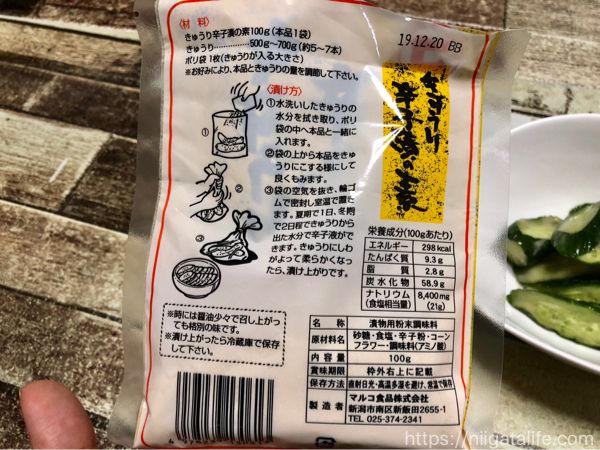 〈材 料〉
きゅうり辛子漬の素100g(本品1袋)
きゅうり…………500g〜700g(約5〜7本)
ポリ袋 1枚(きゅうりが入る大きさ)
※お好みにより、本品ときゅうりの量を調節して下さい。
19.12.20 BB
きゅうり
辛子漬の素
〈漬け方〉
①水洗いしたきゅうりの
水分を拭き取り、ポリ
袋の中へ本品と一緒に
入れます。
②袋の上から本品をきゅ
うりにこする様にして
良くもみます。
③袋の空気を抜き、輪ゴ
ムで密封し室温で置き
ます。夏期で1日、冬期
で2日程できゅうりから
出た水分で辛子液がで
きます。きゅうりにしわ
がよって柔らかくなった
ら、漬け上がりです。
①
②
③
※時には醤油少々で召し上がっ
ても格別の味です。
※漬け上がったら冷蔵庫で保存
して下さい。
栄養成分(100gあたり)
エネルギー 298kcal
たんぱく質 9.3g
脂質 2.8g
炭水化物 58.9g
ナトリウム 8,400mg
(食塩相当量) (21g)
名称 漬物用粉末調味料
原材料名 砂糖・食塩・辛子粉・コーン
フラワー・調味料(アミノ酸)
内容量 100g
賞味期限 枠外右上に記載
保存方法 直射日光・高温多湿を避け、常温で保存
製造者 マルコ食品株式会社
新潟市南区新飯田2655-1
TEL 025-374-2341
https://niigatalife.com